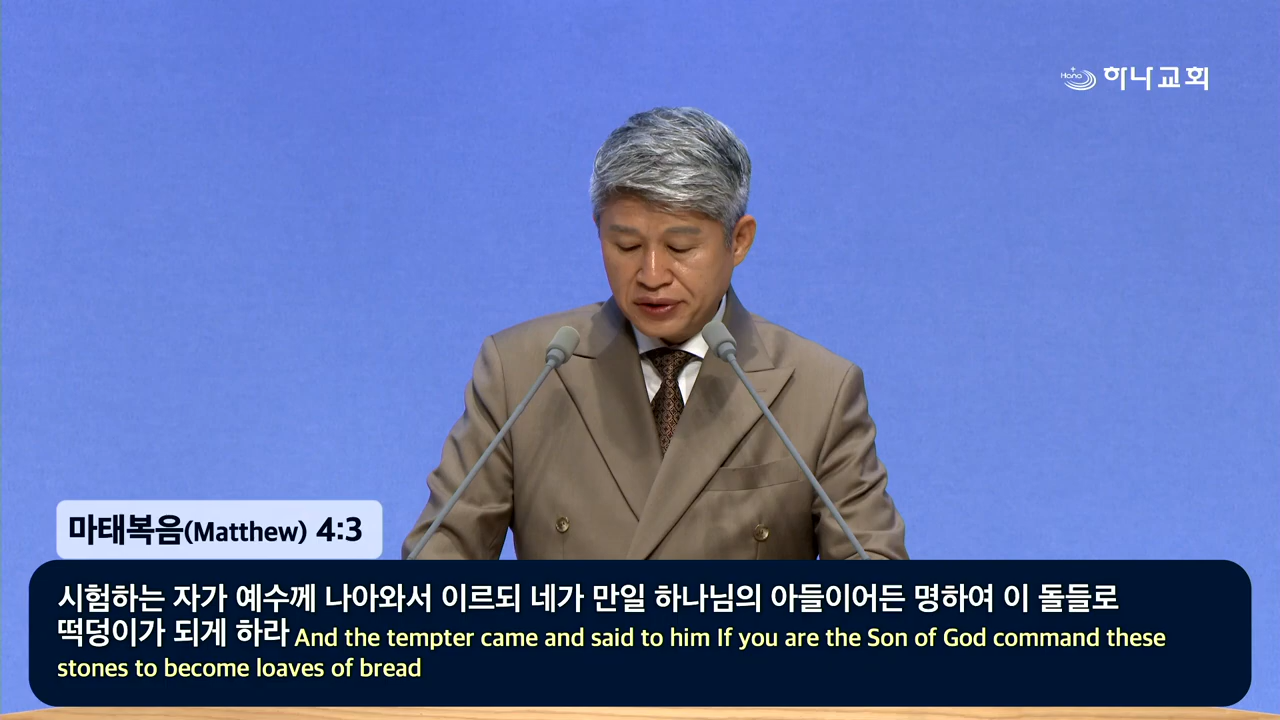 Hana 하나교회
마태복음(Matthew) 4:3
시험하는 자가 예수께 나아와서 이르되 네가 만일 하나님의 아들이어든 명하여 이 돌들로
떡덩이가 되게 하라 And the tempter came and said to him If you are the Son of God command these
stones to become loaves of bread